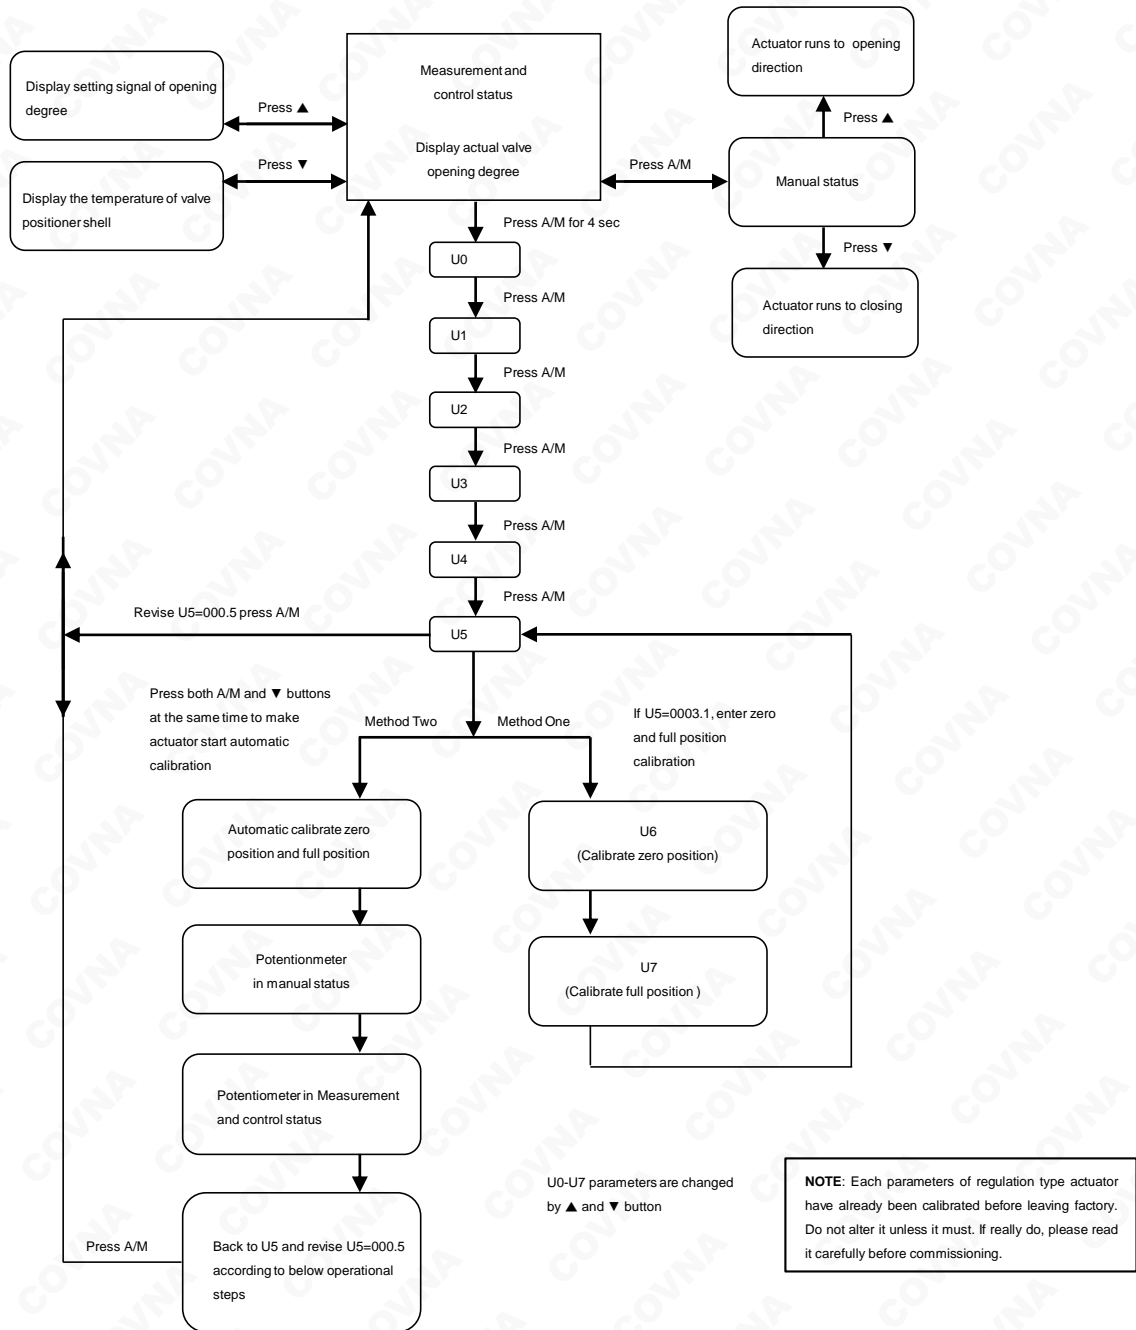 Display setting signal of opening
degree
Press ▲
Measurement and
control status
Display actual valve
opening degree
Actuator runs to opening
direction
Press ▲
Press ▼
Display the temperature of valve
positioner shell
Press A/M
Manual status
Press ▼
Actuator runs to closing
direction
Press A/M for 4 sec
U0
Press A/M
U1
Press A/M
U2
Press A/M
U3
Press A/M
U4
Press A/M
Revise U5=000.5 press A/M
U5
Press both A/M and ▼ buttons
at the same time to make
actuator start automatic
calibration
Method Two
Method One
If U5=0003.1, enter zero
and full position
calibration
Automatic calibrate zero
position and full position
U6
(Calibrate zero position)
Potentionmeter
in manual status
U7
(Calibrate full position )
Potentiometer in Measurement
and control status
Press A/M
Back to U5 and revise U5=000.5
according to below operational
steps
U0-U7 parameters are changed
by ▲ and ▼ button
NOTE: Each parameters of regulation type actuator
have already been calibrated before leaving factory.
Do not alter it unless it must. If really do, please read
it carefully before commissioning.
COVNA